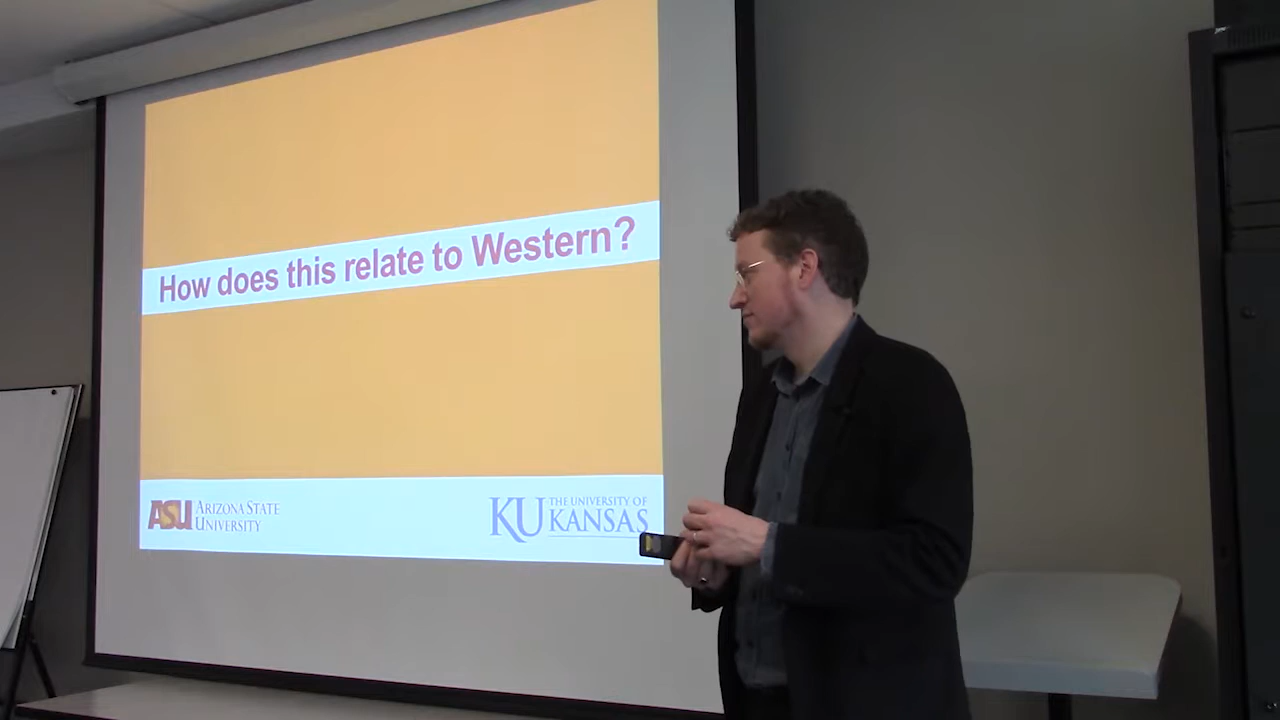 How does this relate to Western?
ASU ARIZONA STATE
UNIVERSITY
KU THE UNIVERSITY OF
KANSAS